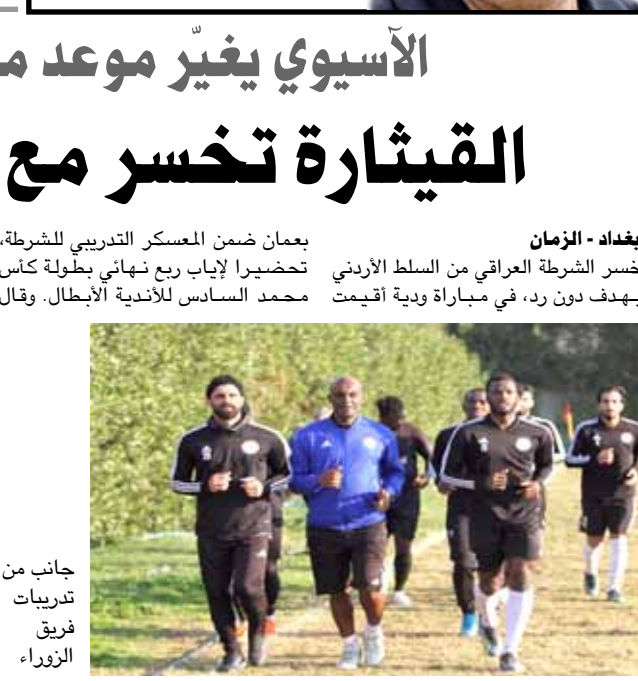 الآسيوي يغيّر موعد
القيثارة تخسر مع
بغداد - الزمان
خسر الشرطة العراقي من السلط الأردني
بهدف دون رد، في مباراة ودية أقيمت
بعمان ضمن المعسكر التدريبي للشرطة،
تحضيرا لإياب ربع نهائي بطولة كأس
محمد السادس للأندية الأبطال. وقال
جانب من
تدريبات
فريق
الزوراء